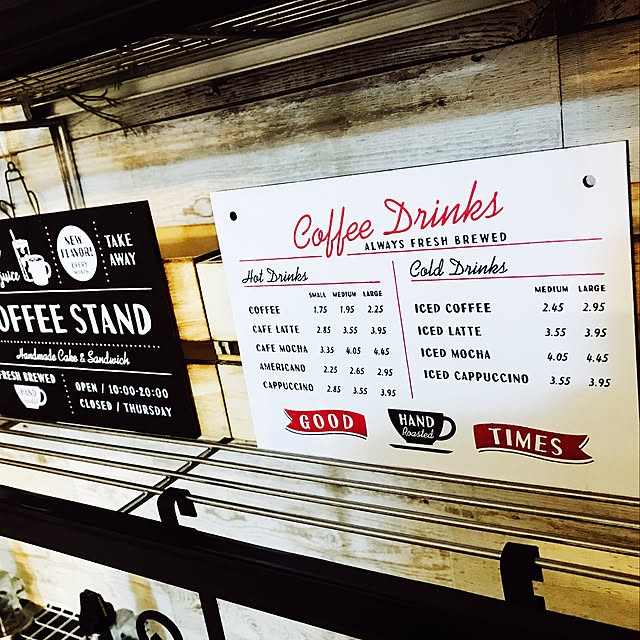 juice
NEW
FLAVOR!
EVERY
MONTH
TAKE
AWAY
OFFEE STAND
Handmade Cake & Sandwich
FRESH BREWED
HAND
OPEN / 10:00-20:00
CLOSED / THURSDAY
Coffee Drinks
ALWAYS FRESH BREWED
Hot Drinks
SMALL MEDIUM LARGE
COFFEE 1.75 1.95 2.25
CAFE LATTE 2.85 3.55 3.95
CAFE MOCHA 3.35 4.05 4.45
AMERICANO 2.25 2.65 2.95
CAPPUCCINO 2.85 3.55 3.95
Cold Drinks
MEDIUM LARGE
ICED COFFEE 2.45 2.95
ICED LATTE 3.55 3.95
ICED MOCHA 4.05 4.45
ICED CAPPUCCINO 3.55 3.95
GOOD
HAND
Roasted
TIMES